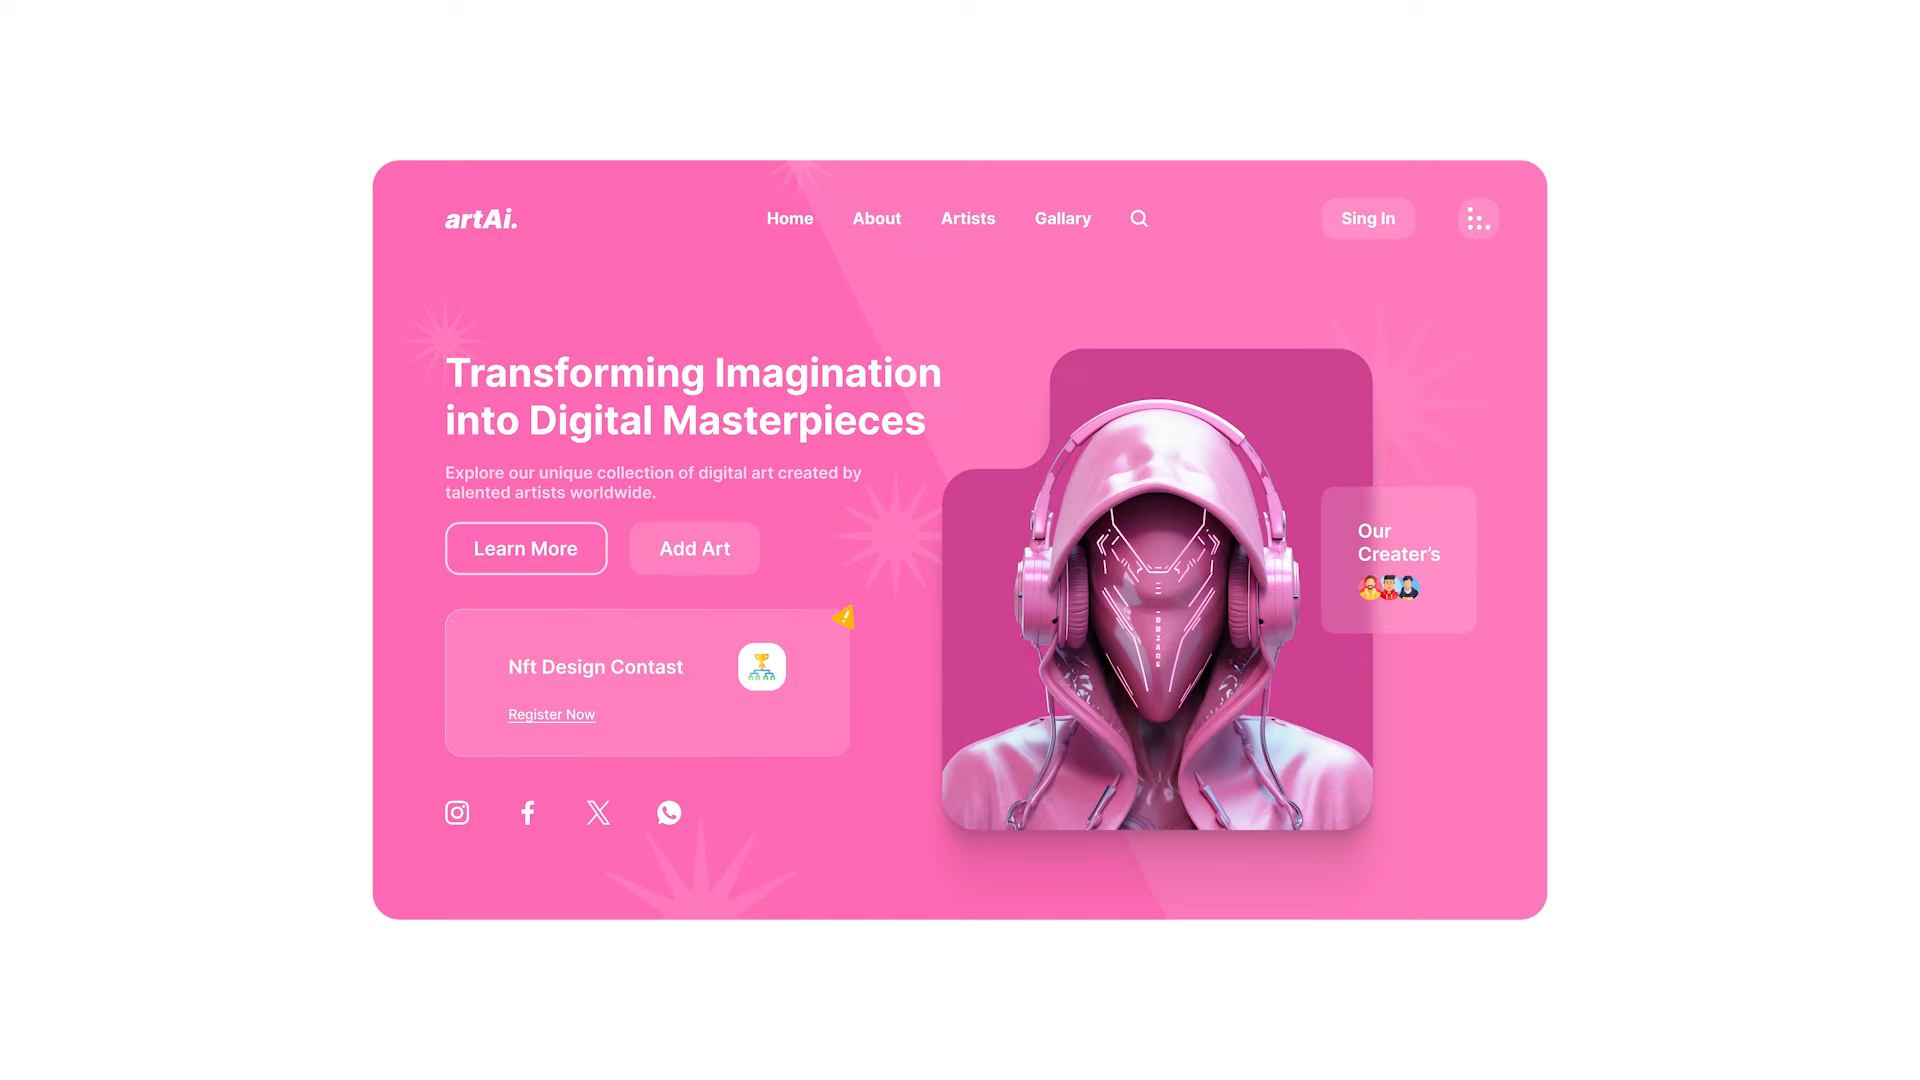 artAi.
Home
About
Artists
Gallary
Sing In
Transforming Imagination
into Digital Masterpieces
Explore our unique collection of digital art created by
talented artists worldwide.
Learn More
Add Art
Our
Creater’s
Nft Design Contast
Register Now